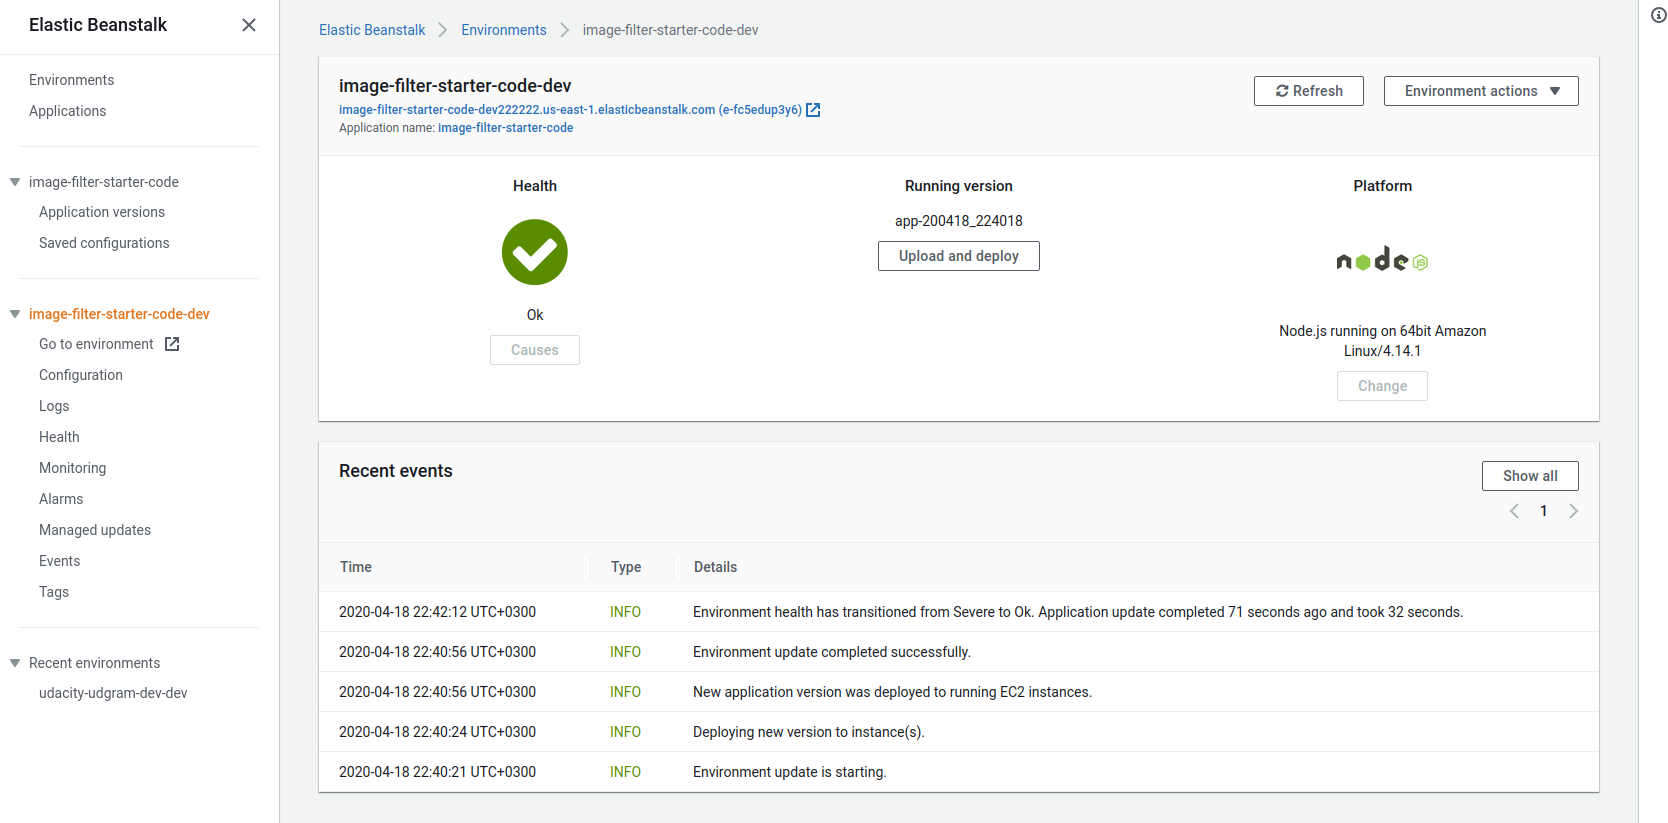 Elastic Beanstalk
Environments
Applications
image-filter-starter-code
Application versions
Saved configurations
image-filter-starter-code-dev
Go to environment
Configuration
Logs
Health
Monitoring
Alarms
Managed updates
Events
Tags
Recent environments
udacity-udgram-dev-dev
Elastic Beanstalk Environments image-filter-starter-code-dev
image-filter-starter-code-dev
image-filter-starter-code-dev222222.us-east-1.elasticbeanstalk.com (e-fc5edup3y6)
Application name: image-filter-starter-code
Refresh
Environment actions
Health
Ok
Causes
Running version
app-200418_224018
Upload and deploy
Platform
node JS
Node.js running on 64bit Amazon
Linux/4.14.1
Change
Recent events
Show all
1
Time Type Details
2020-04-18 22:42:12 UTC+0300 INFO Environment health has transitioned from Severe to Ok. Application update completed 71 seconds ago and took 32 seconds.
2020-04-18 22:40:56 UTC+0300 INFO Environment update completed successfully.
2020-04-18 22:40:56 UTC+0300 INFO New application version was deployed to running EC2 instances.
2020-04-18 22:40:24 UTC+0300 INFO Deploying new version to instance(s).
2020-04-18 22:40:21 UTC+0300 INFO Environment update is starting.